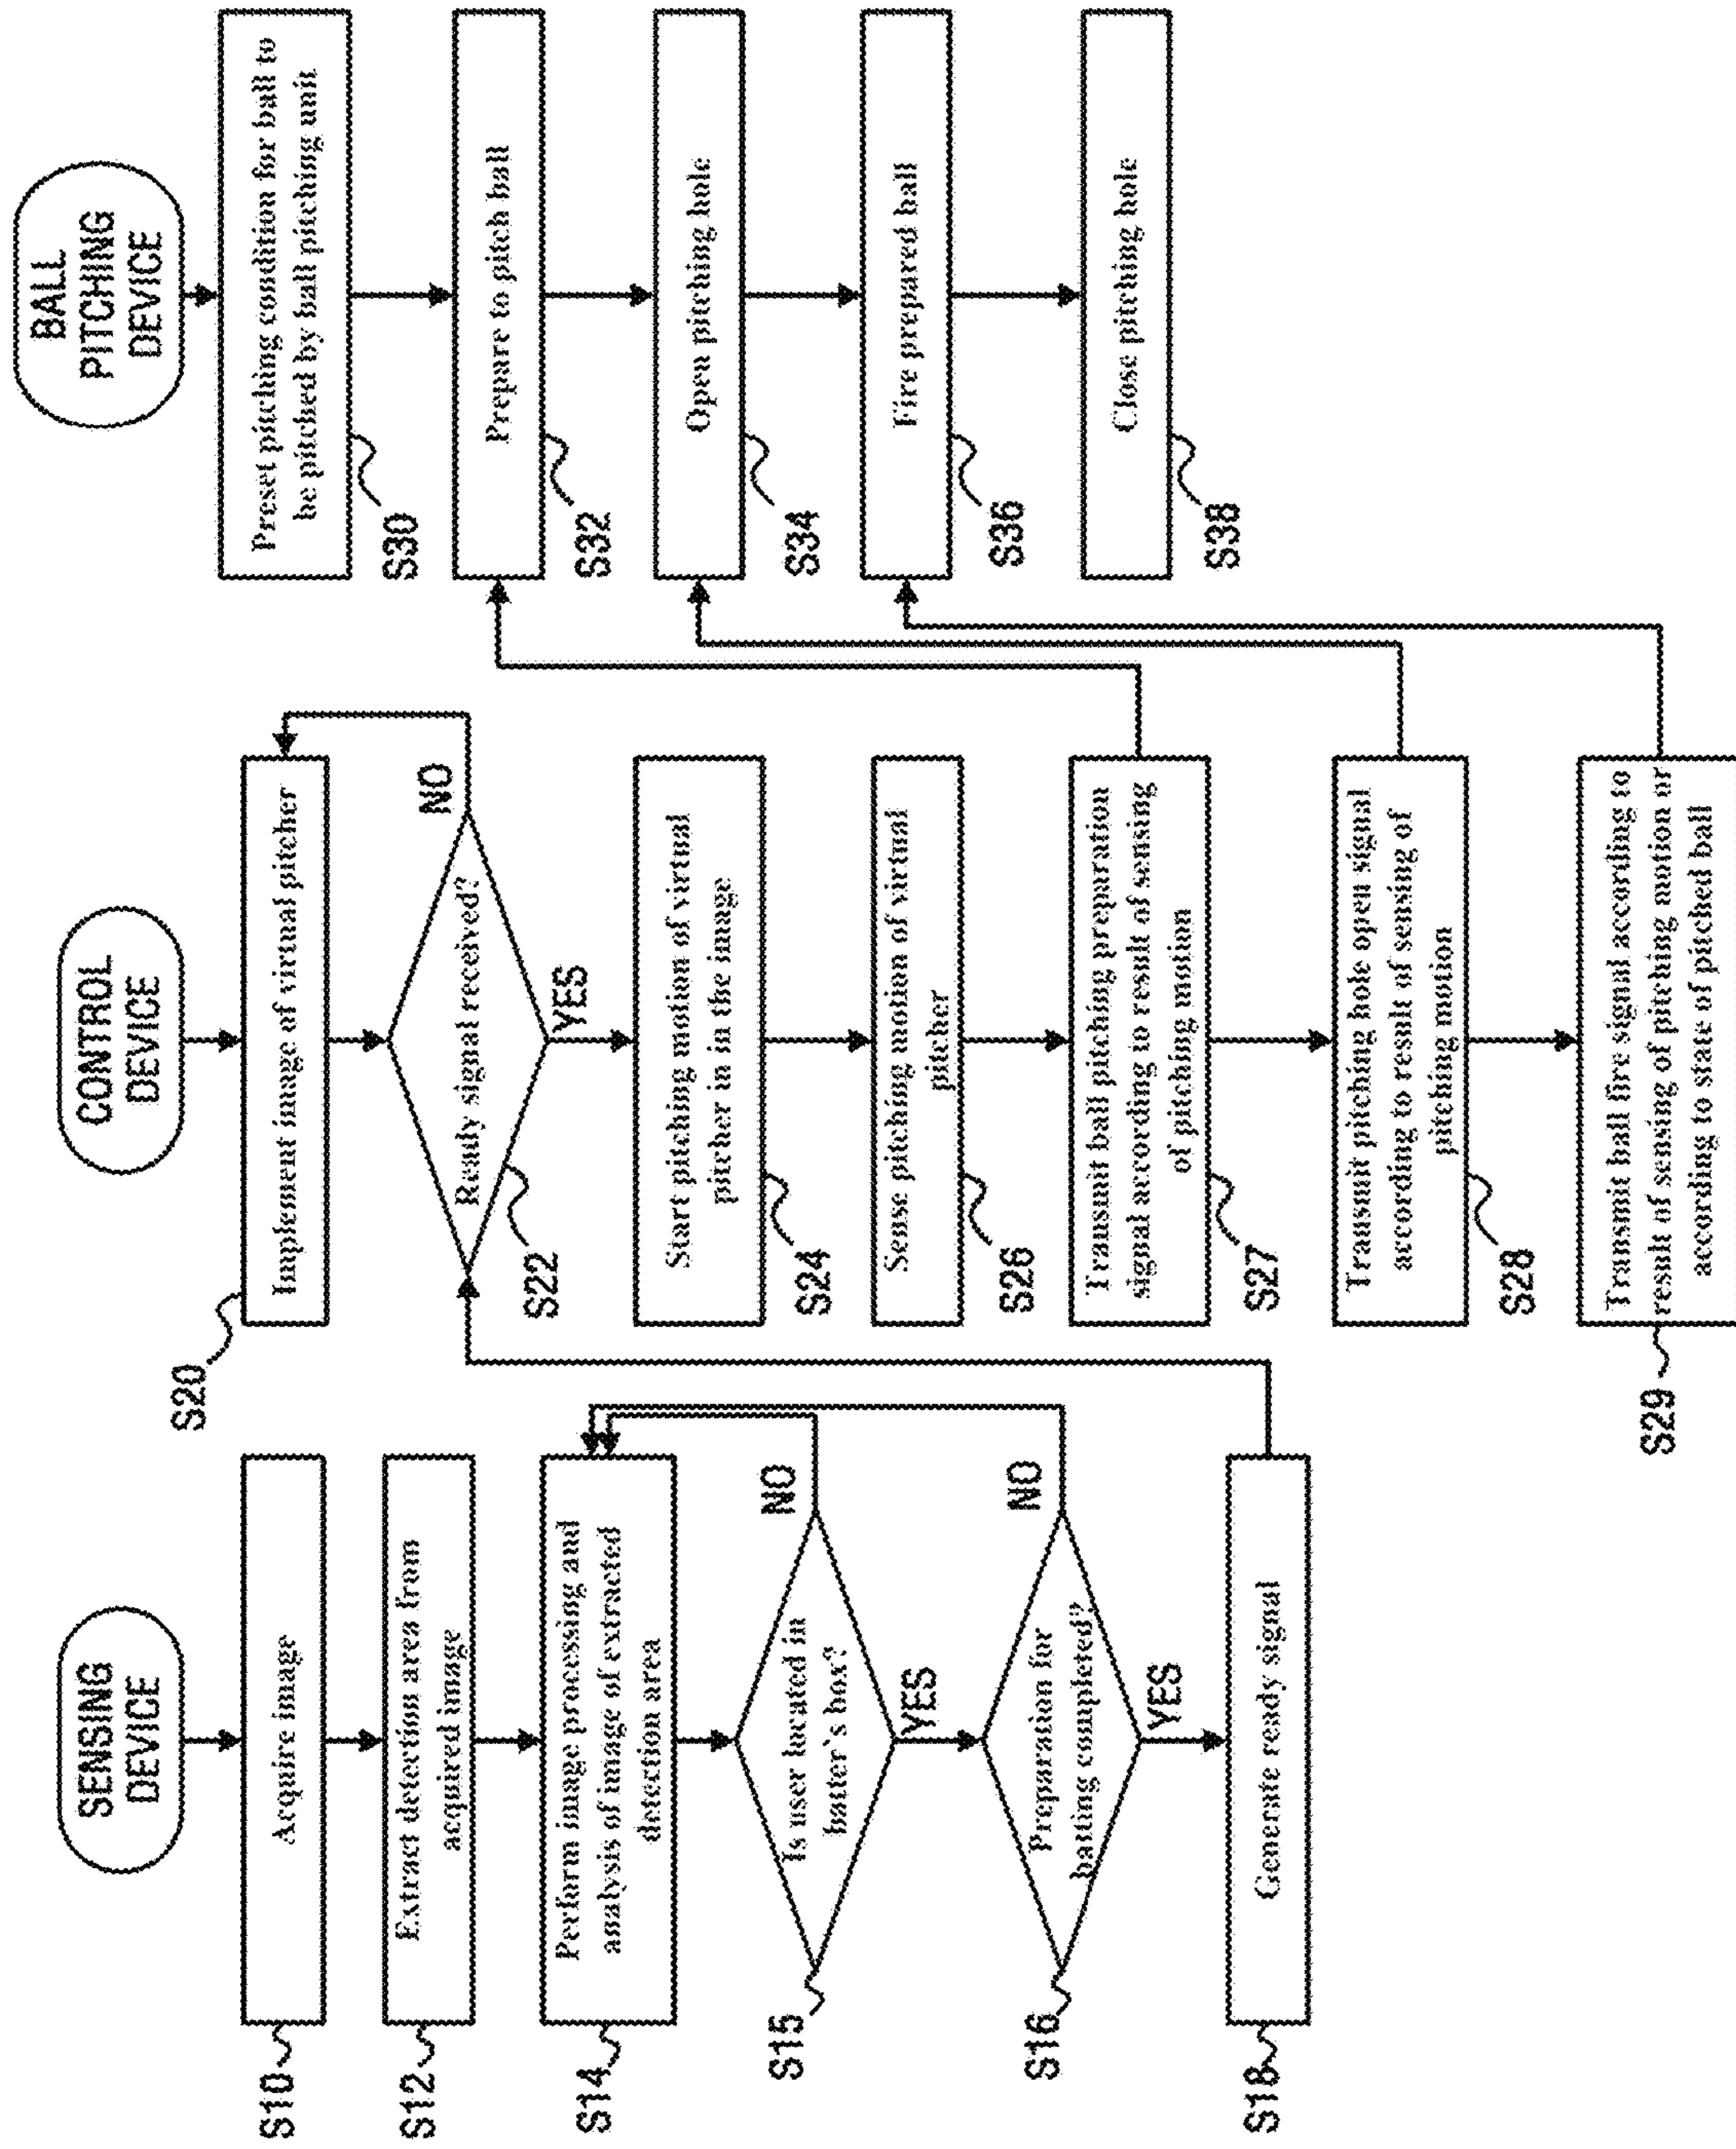 SENSING
DEVICE
S10
Acquire image
S12
Extract detection area from
acquired image
S14
Perform image processing and
analysis of image of extracted
detection area
S15
Is user located in
batter's box?
NO
YES
S16
Preparation for
batting completed?
NO
YES
S18
Generate ready signal
CONTROL
DEVICE
S20
Implement image of virtual pitcher
Ready signal received?
S22
NO
YES
Start pitching motion of virtual
pitcher in in the image
S24
Sense pitching motion of virtual
pitcher
S26
Transmit ball pitching preparation
signal according to result of sensing
of pitching motion
S27
Transmit pitching hole open signal
according to result of sensing of
pitching motion
S28
Transmit ball fire signal according to
result of sensing of pitching motion or
according to state of pitched ball
S29
BALL
PITCHING
DEVICE
Preset pitching condition for ball to
be pitched by ball pitching unit
S30
Prepare to pitch ball
S32
Open pitching hole
S34
Fire prepared ball
S36
Close pitching hole
S38